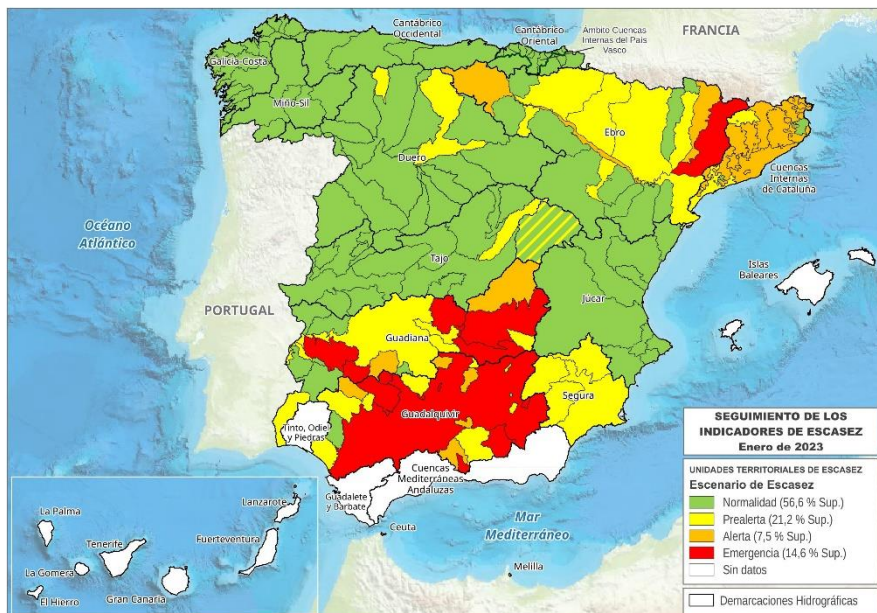 Cantábrico
Occidental
Cantábrico
Oriental
Ámbito Cuencas
Internas del País
Vasco
FRANCIA
Galicia-Costa
Miño-Sil
Ebro
Duero
Cuencas
Internas
de Cataluña
Océano
Atlántico
Tajo
Islas
Baleares
PORTUGAL
Júcar
Guadiana
Segura
Guadalquivir
Tinto, Odiel
y Piedras
Cuencas
Mediterráneas
Andaluzas
Guadalete
y Barbate
Ceuta
Mar
Mediterráneo
Melilla
La Palma
Lanzarote
Tenerife
Fuerteventura
La Gomera
El Hierro
Gran Canaria
SEGUIMIENTO DE LOS
INDICADORES DE ESCASEZ
Enero de 2023
UNIDADES TERRITORIALES DE ESCASEZ
Escenario de Escasez
Normalidad (56,6 % Sup.)
Prealerta (21,2 % Sup.)
Alerta (7,5 % Sup.)
Emergencia (14,6 % Sup.)
Sin datos
Demarcaciones Hidrográficas